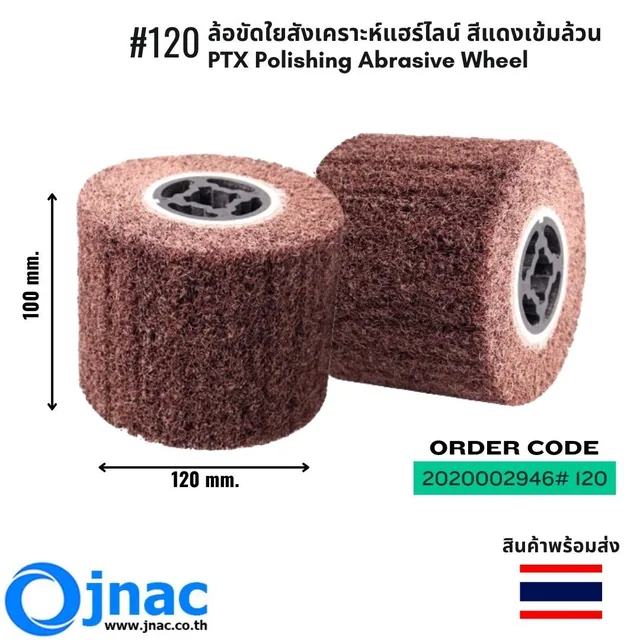 #120 ล้อขัดใยสังเคราะห์แฮร์ไลน์ สีแดงเข้มล้วน
PTX Polishing Abrasive Wheel
100 mm.
120 mm.
ORDER CODE
2020002946# 120
สินค้าพร้อมส่ง
jnac
www.jnac.co.th